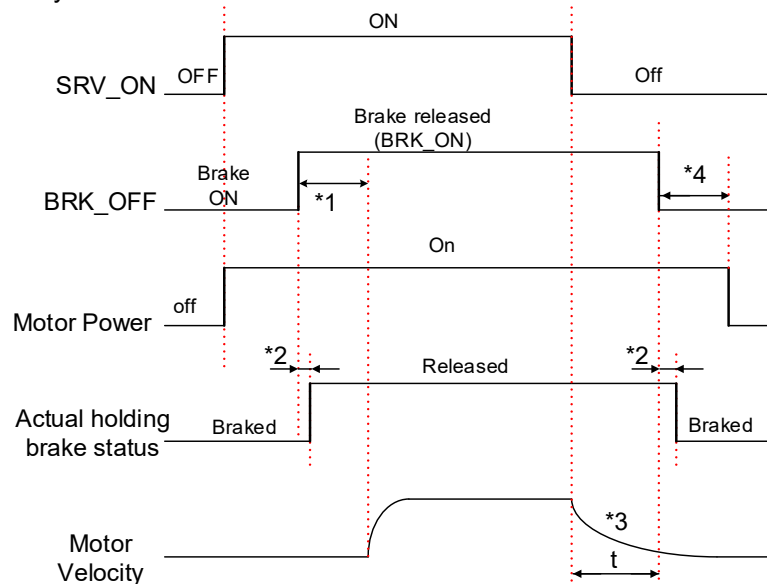 ON
SRV_ON
OFF
Off
Brake released
(BRK_ON)
Brake
ON
BRK_OFF
*1
*4
On
off
Motor Power
*2
*2
Released
Actual holding
brake status
Braked
Braked
*3
Motor
Velocity
t